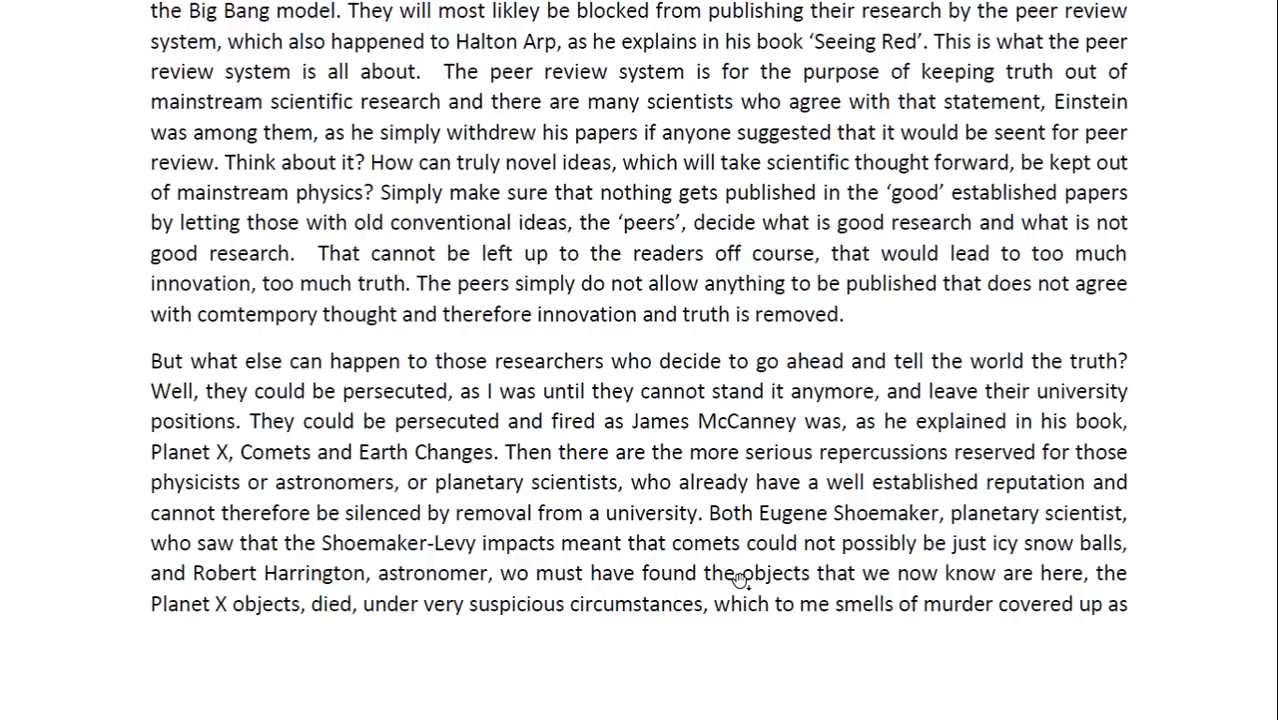 the Big Bang model. They will most likley be blocked from publishing their research by the peer review
system, which also happened to Halton Arp, as he explains in his book ‘Seeing Red’. This is what the peer
review system is all about.  The peer review system is for the purpose of keeping truth out of
mainstream scientific research and there are many scientists who agree with that statement, Einstein
was among them, as he simply withdrew his papers if anyone suggested that it would be seent for peer
review. Think about it? How can truly novel ideas, which will take scientific thought forward, be kept out
of mainstream physics? Simply make sure that nothing gets published in the ‘good’ established papers
by letting those with old conventional ideas, the ‘peers’, decide what is good research and what is not
good research.  That cannot be left up to the readers off course, that would lead to too much
innovation, too much truth. The peers simply do not allow anything to be published that does not agree
with comtempory thought and therefore innovation and truth is removed.
But what else can happen to those researchers who decide to go ahead and tell the world the truth?
Well, they could be persecuted, as I was until they cannot stand it anymore, and leave their university
positions. They could be persecuted and fired as James McCanney was, as he explained in his book,
Planet X, Comets and Earth Changes. Then there are the more serious repercussions reserved for those
physicists or astronomers, or planetary scientists, who already have a well established reputation and
cannot therefore be silenced by removal from a university. Both Eugene Shoemaker, planetary scientist,
who saw that the Shoemaker-Levy impacts meant that comets could not possibly be just icy snow balls,
and Robert Harrington, astronomer, wo must have found the objects that we now know are here, the
Planet X objects, died, under very suspicious circumstances, which to me smells of murder covered up as